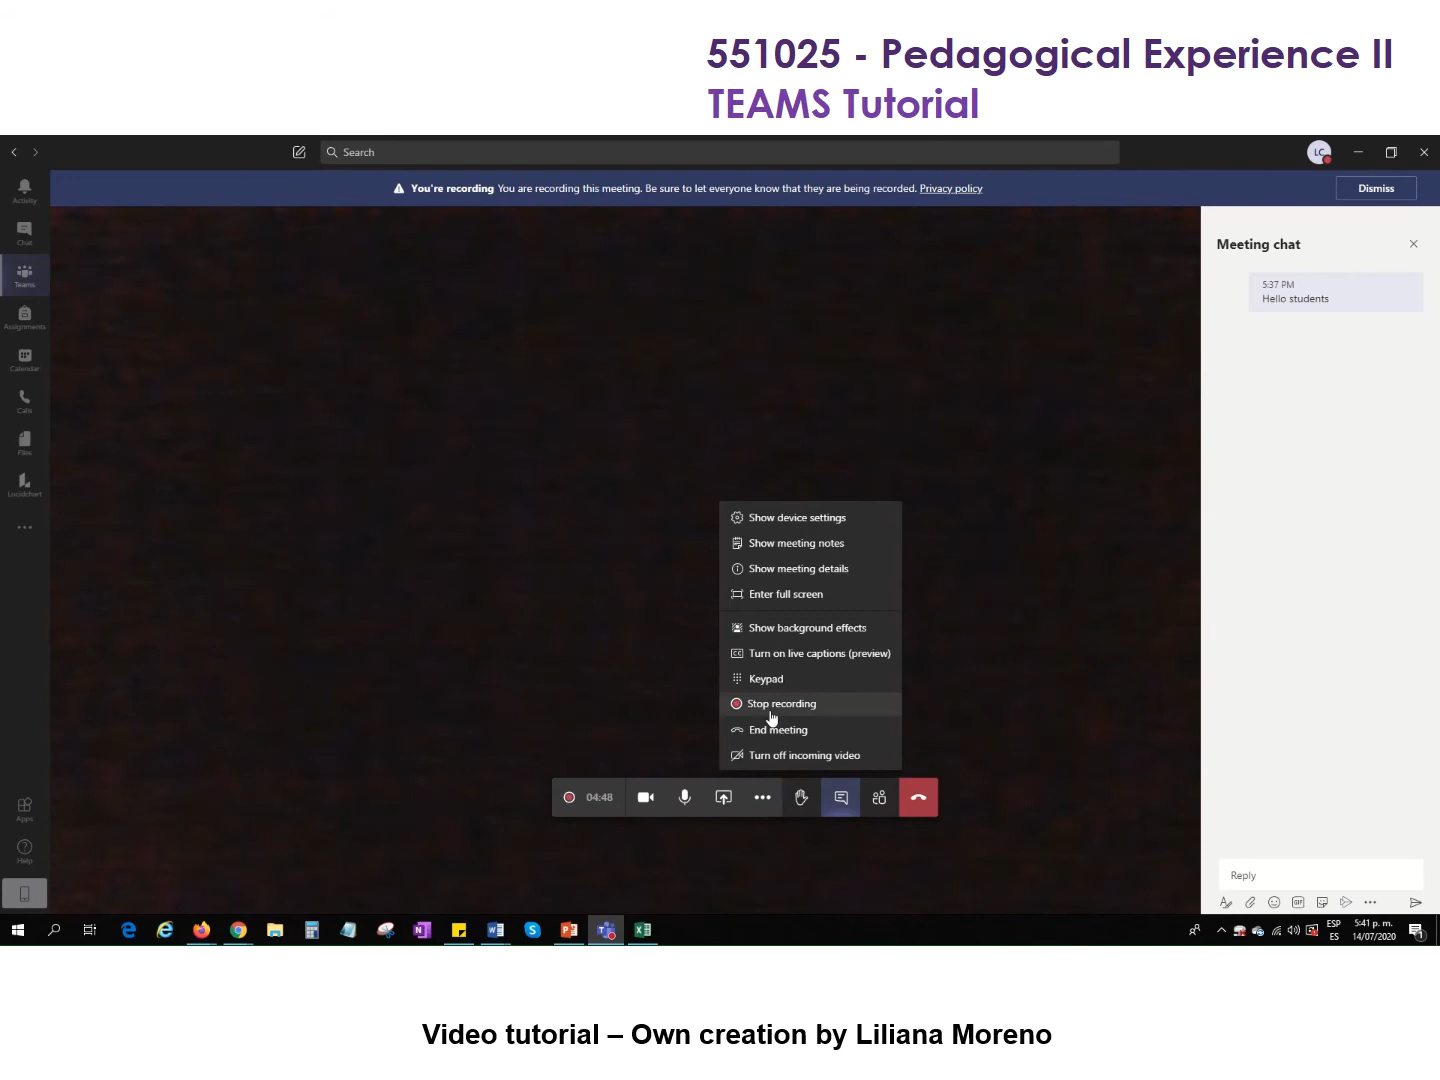 551025 - Pedagogical Experience II
TEAMS Tutorial
Search
LC
You're recording You are recording this meeting. Be sure to let everyone know that they are being recorded. Privacy policy
Dismiss
Activity
Chat
Teams
Assignments
Calendar
Calls
Files
Lucidchart
Apps
Help
Meeting chat
5:37 PM
Hello students
Show device settings
Show meeting notes
Show meeting details
Enter full screen
Show background effects
CC Turn on live captions (preview)
Keypad
Stop recording
End meeting
Turn off incoming video
04:48
Reply
GIF
ESP
ES
5:41 p. m.
14/07/2020
1
Video tutorial – Own creation by Liliana Moreno